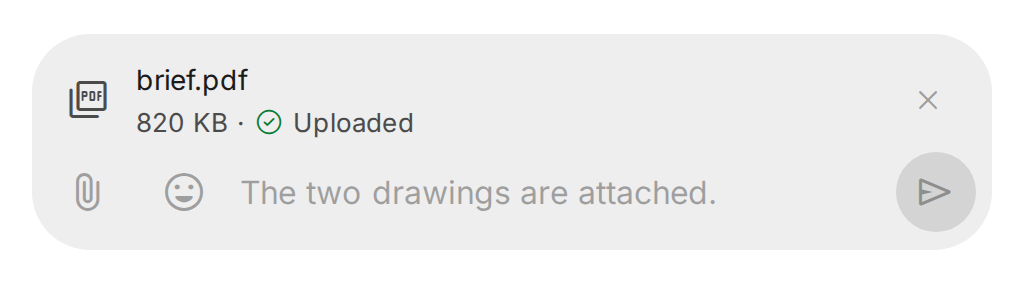 brief.pdf
PDF
820 KB · Uploaded
The two drawings are attached.